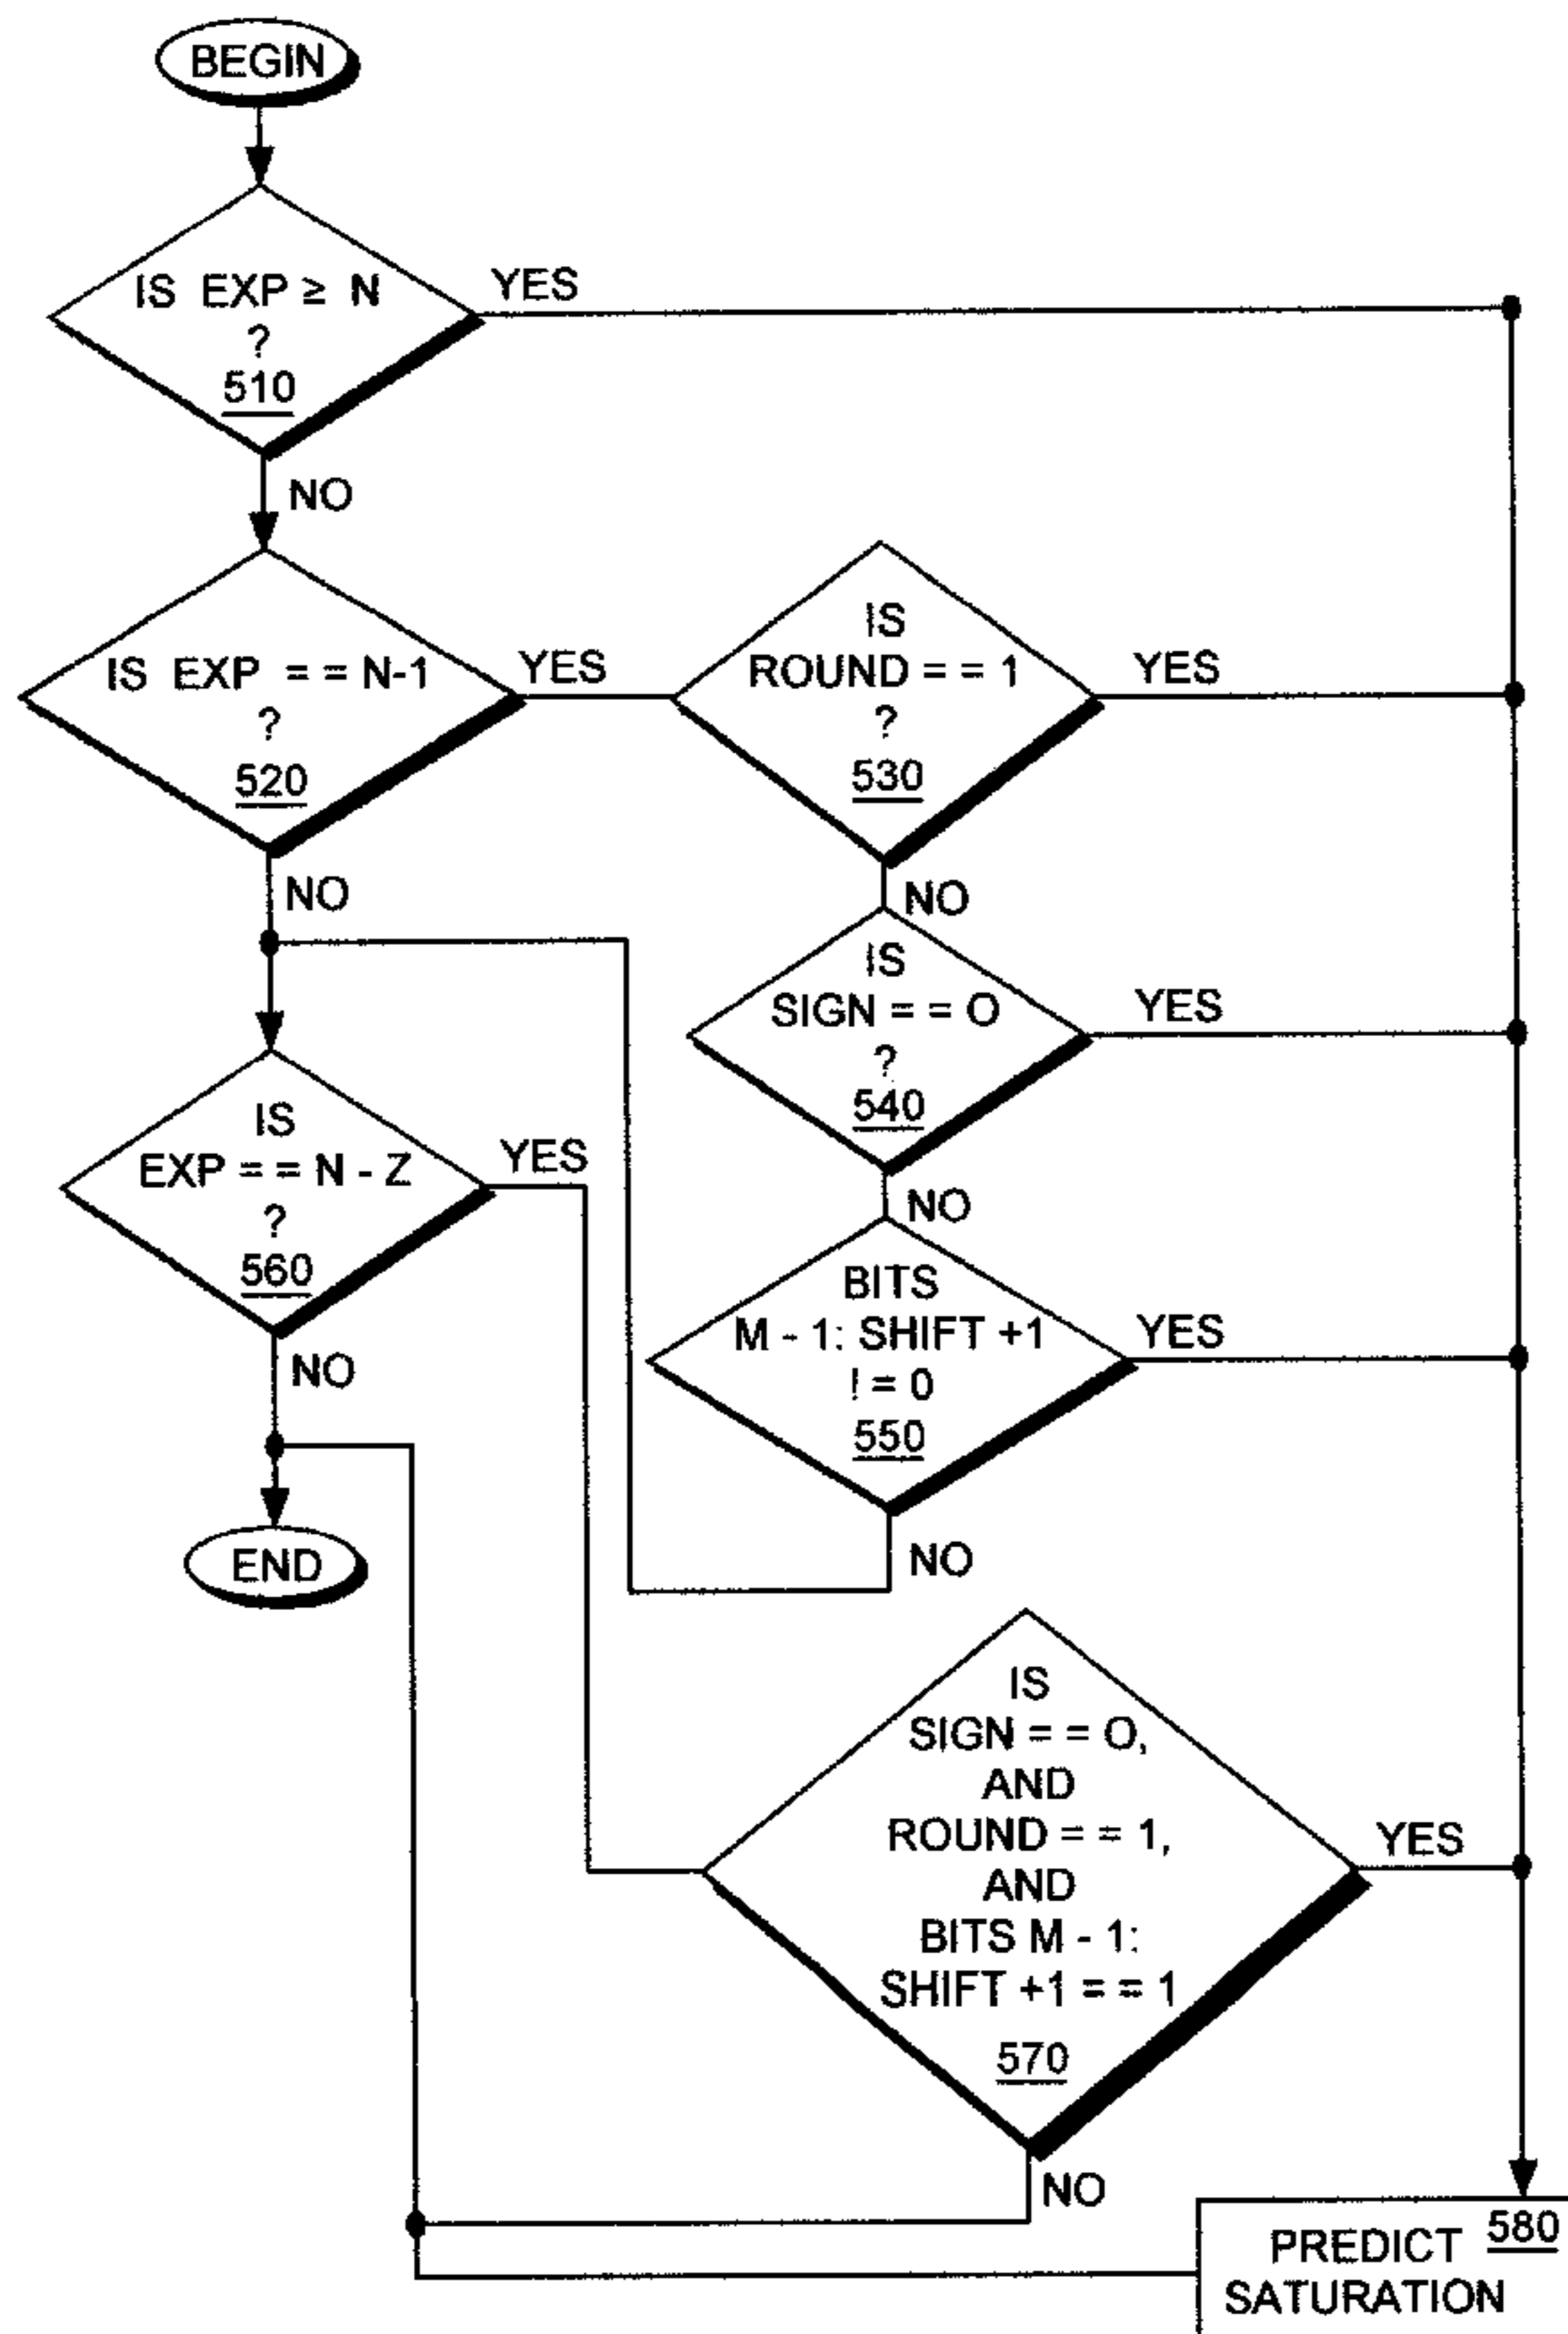 BEGIN
IS EXP ≥ N
?
510
YES
NO
IS EXP = = N-1
?
520
YES
NO
IS
ROUND = = 1
?
530
YES
NO
IS
SIGN = = O
?
540
YES
NO
BITS
M - 1: SHIFT +1
! = 0
550
YES
NO
IS
EXP = = N - Z
?
560
YES
NO
END
IS
SIGN = = O,
AND
ROUND = = 1,
AND
BITS M - 1:
SHIFT +1 = = 1
570
YES
NO
PREDICT 580
SATURATION